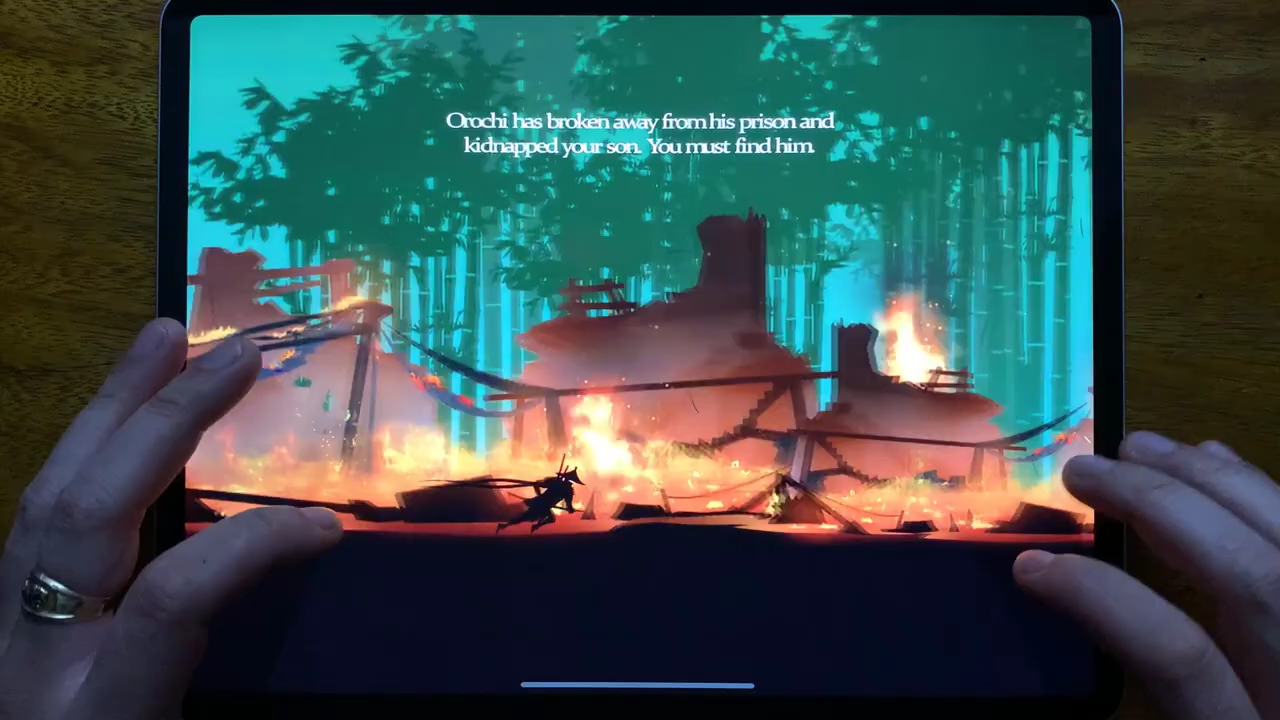 Orochi has broken away from his prison and
kidnapped your son. You must find him.